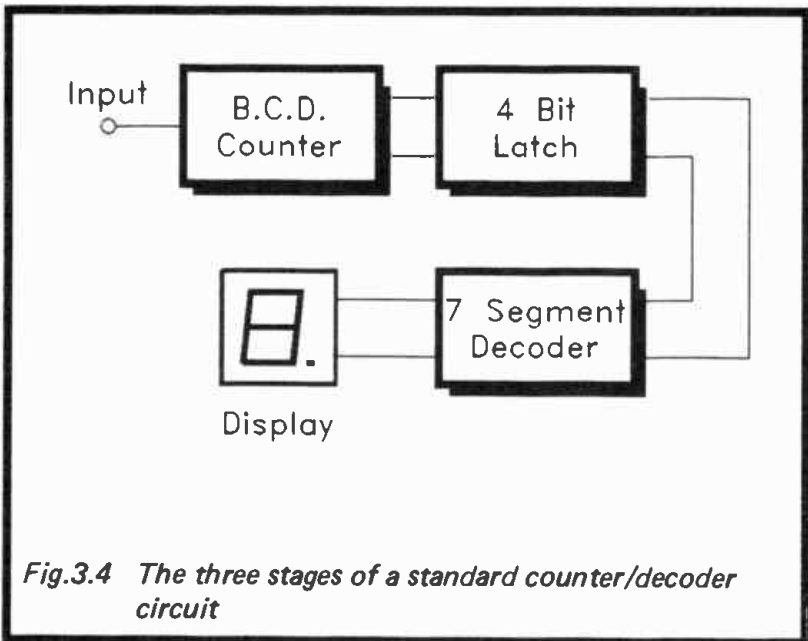 Input
B.C.D.
Counter
4 Bit
Latch
7 Segment
Decoder
Display
Fig.3.4 The three stages of a standard counter/decoder
circuit